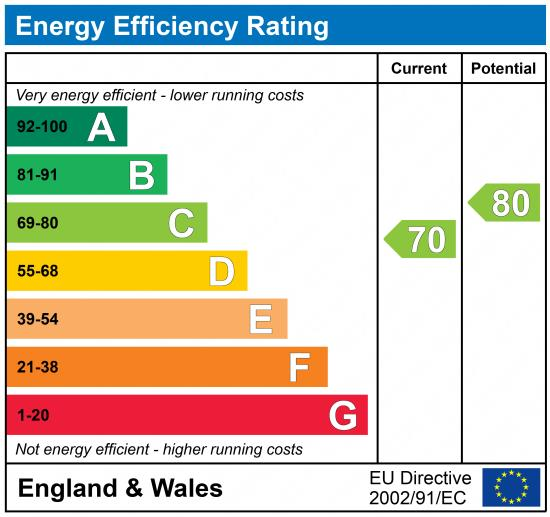 Energy Efficiency Rating
Current Potential
Very energy efficient - lower running costs
92-100 A
81-91 B
69-80 C
55-68 D
39-54 E
21-38 F
1-20 G
70
80
Not energy efficient - higher running costs
England & Wales
EU Directive
2002/91/EC